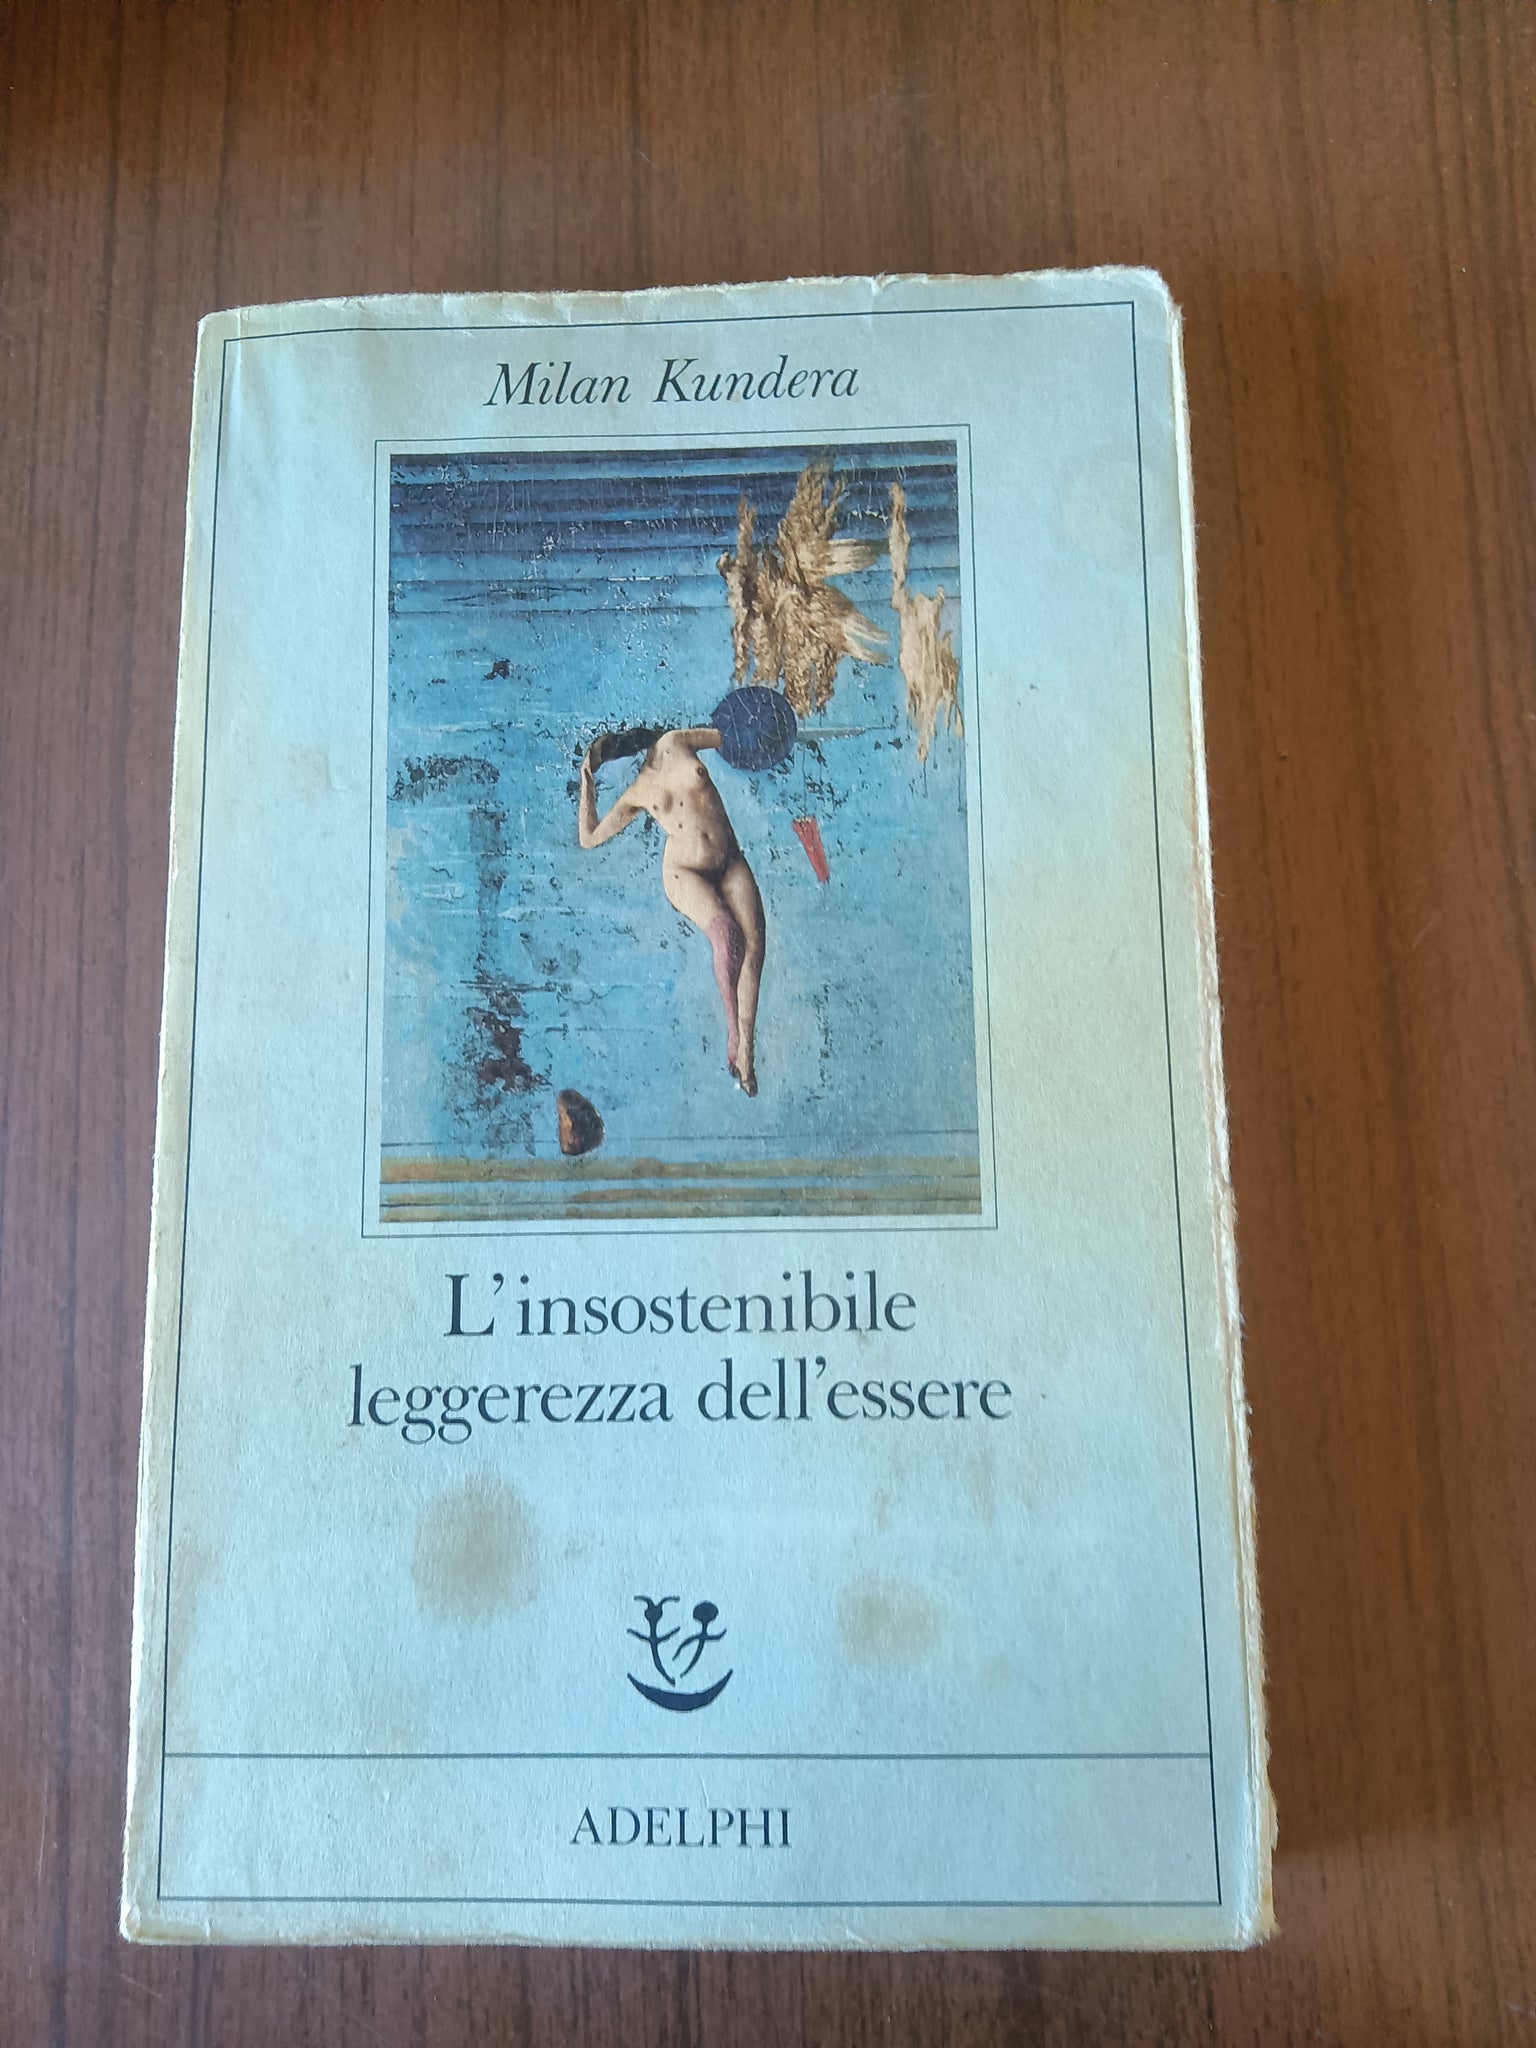 Milan Kundera
L'insostenibile
leggerezza dell'essere
ADELPHI